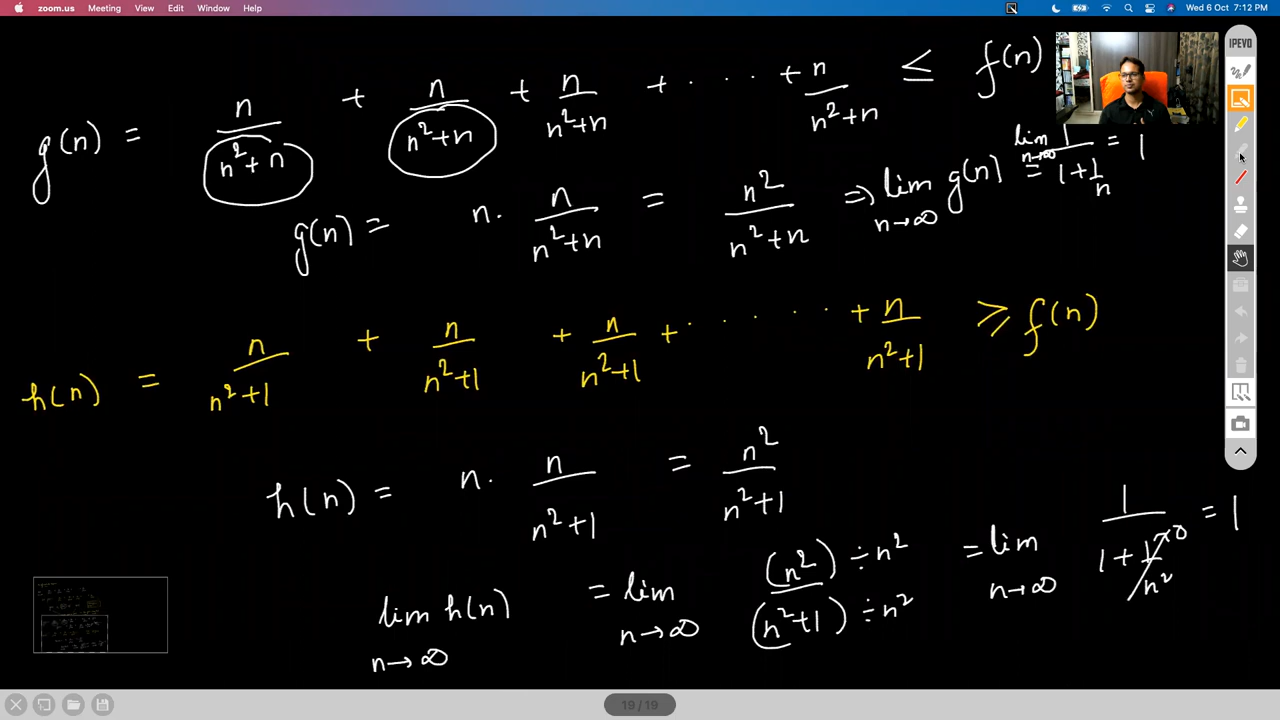 zoom.us Meeting View Edit Window Help Wed 6 Oct 7:12 PM
IPEVO
g(n) = n/(n²+n) + n/(n²+n) + n/(n²+n) + · · · · + n/(n²+n) ≤ f(n)
g(n) = n · n/(n²+n) = n²/(n²+n) ⇒ lim n→∞ g(n) = lim n→∞ 1/(1+1/n) = 1
h(n) = n/(n²+1) + n/(n²+1) + n/(n²+1) + · · · · · + n/(n²+1) ≥ f(n)
h(n) = n · n/(n²+1) = n²/(n²+1)
lim n→∞ h(n) = lim n→∞ (n²) ÷ n² / (n²+1) ÷ n² = lim n→∞ 1/(1+1/n²) →0 = 1
19 / 19